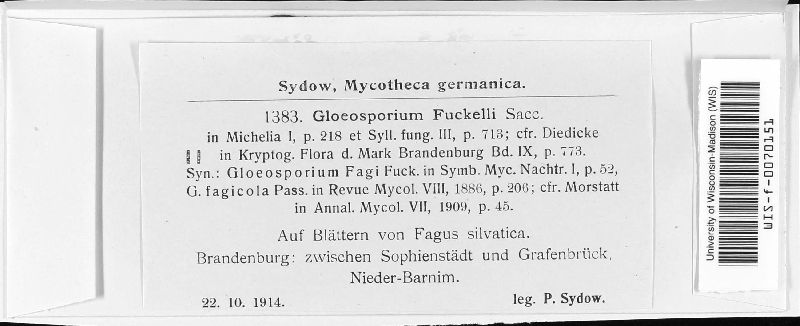 Sydow, Mycotheca germanica.
1383. Gloeosporium Fuckelii Sacc.
in Michelia I, p. 218 et Syll. fung. III, p. 713; cfr. Diedicke
in Kryptog. Flora d. Mark Brandenburg Bd. IX, p. 773.
Syn.: Gloeosporium Fagi Fuck. in Symb. Myc. Nachtr. I, p. 52,
G. fagicola Pass. in Revue Mycol. VIII, 1886, p. 206; cfr. Morstatt
in Annal. Mycol. VII, 1909, p. 45.
Auf Blättern von Fagus silvatica.
Brandenburg: zwischen Sophienstädt und Grafenbrück,
Nieder-Barnim.
22. 10. 1914. leg. P. Sydow.
University of Wisconsin-Madison (WIS)
WIS-f-0070151